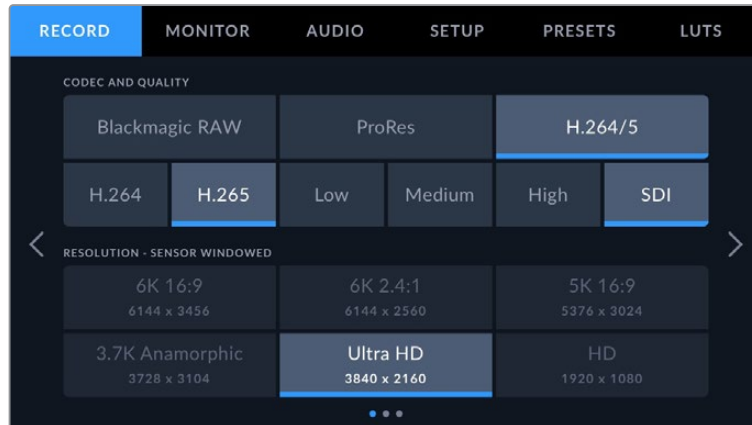 RECORD MONITOR AUDIO SETUP PRESETS LUTS
CODEC AND QUALITY
Blackmagic RAW ProRes H.264/5
H.264 H.265 Low Medium High SDI
RESOLUTION - SENSOR WINDOWED
6K 16:9 6K 2.4:1 5K 16:9
6144 x 3456 6144 x 2560 5376 x 3024
3.7K Anamorphic Ultra HD HD
3728 x 3104 3840 x 2160 1920 x 1080